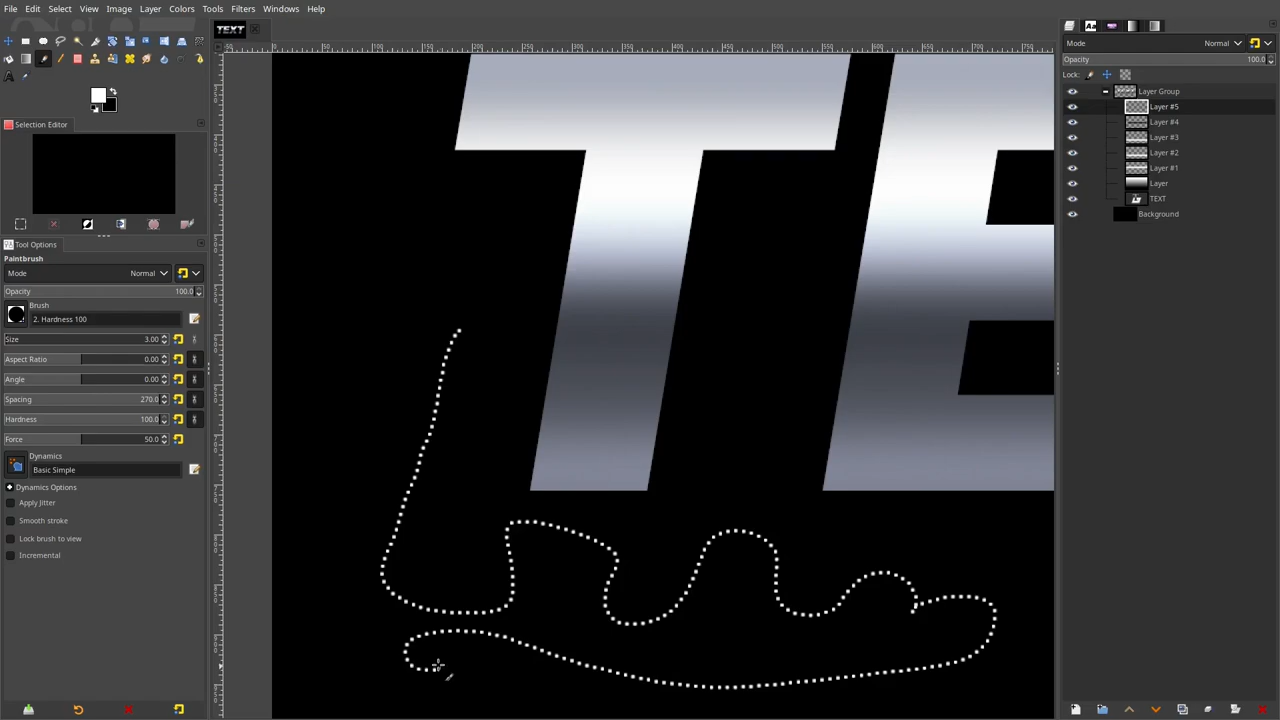 File Edit Select View Image Layer Colors Tools Filters Windows Help
TEXT
Selection Editor
Tool Options
Paintbrush
Mode Normal
Opacity 100.0
Brush
2. Hardness 100
Size 3.00
Aspect Ratio 0.00
Angle 0.00
Spacing 270.0
Hardness 100.0
Force 50.0
Dynamics
Basic Simple
Dynamics Options
Apply Jitter
Smooth stroke
Lock brush to view
Incremental
TE
Mode Normal
Opacity 100.0
Lock:
Layer Group
Layer #5
Layer #4
Layer #3
Layer #2
Layer #1
Layer
TEXT
Background